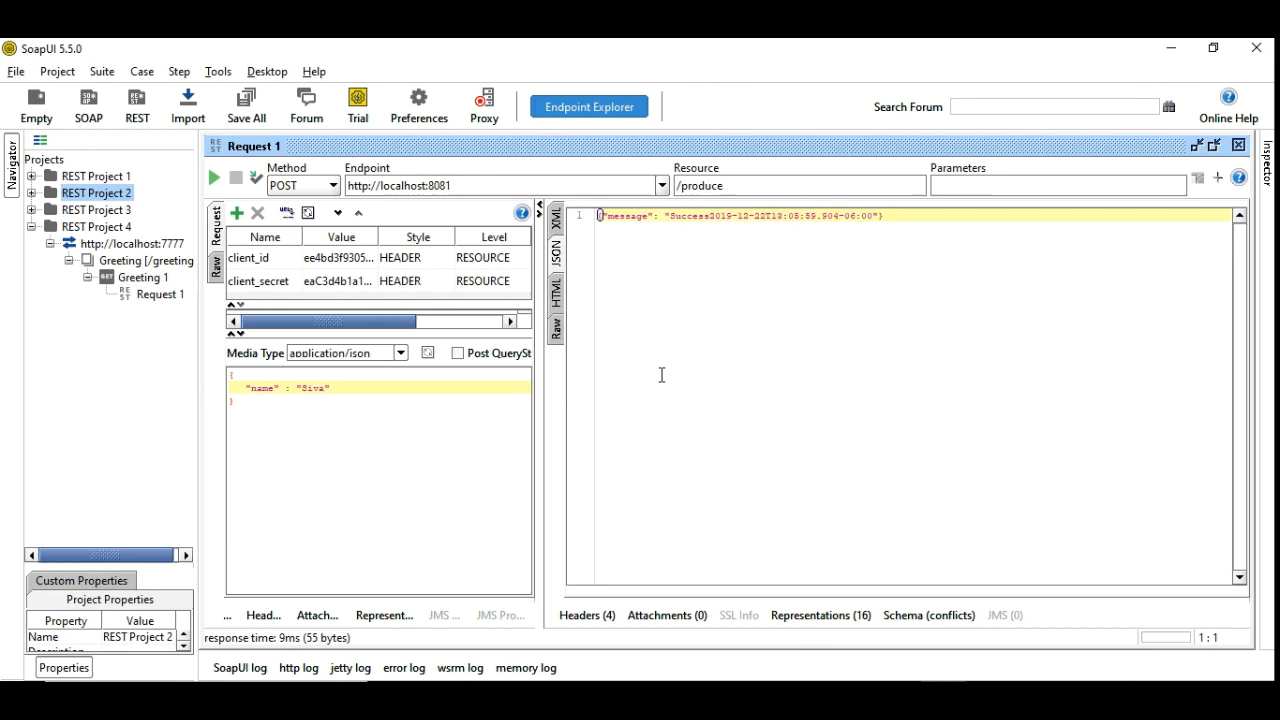 SoapUI 5.5.0
File Project Suite Case Step Tools Desktop Help
Empty SOAP REST Import Save All Forum Trial Preferences Proxy Endpoint Explorer Search Forum Online Help
Navigator
Projects
REST Project 1
REST Project 2
REST Project 3
REST Project 4
http://localhost:7777
Greeting [/greeting
GET Greeting 1
REST Request 1
Custom Properties
Project Properties
Property Value
Name REST Project 2
Properties
REST Request 1
Method Endpoint Resource Parameters
POST http://localhost:8081 /produce
Request
Raw
Name Value Style Level
client_id ee4bd3f9305... HEADER RESOURCE
client_secret eaC3d4b1a1... HEADER RESOURCE
Media Type application/json Post QuerySt
{
"name" : "Siva"
}
... Head... Attach... Represent... JMS ... JMS Pro...
XML
JSON
HTML
Raw
1 {"message": "Success2019-12-22T13:05:59.904-06:00"}
Headers (4) Attachments (0) SSL Info Representations (16) Schema (conflicts) JMS (0)
response time: 9ms (55 bytes) 1 : 1
SoapUI log http log jetty log error log wsrm log memory log
Inspector